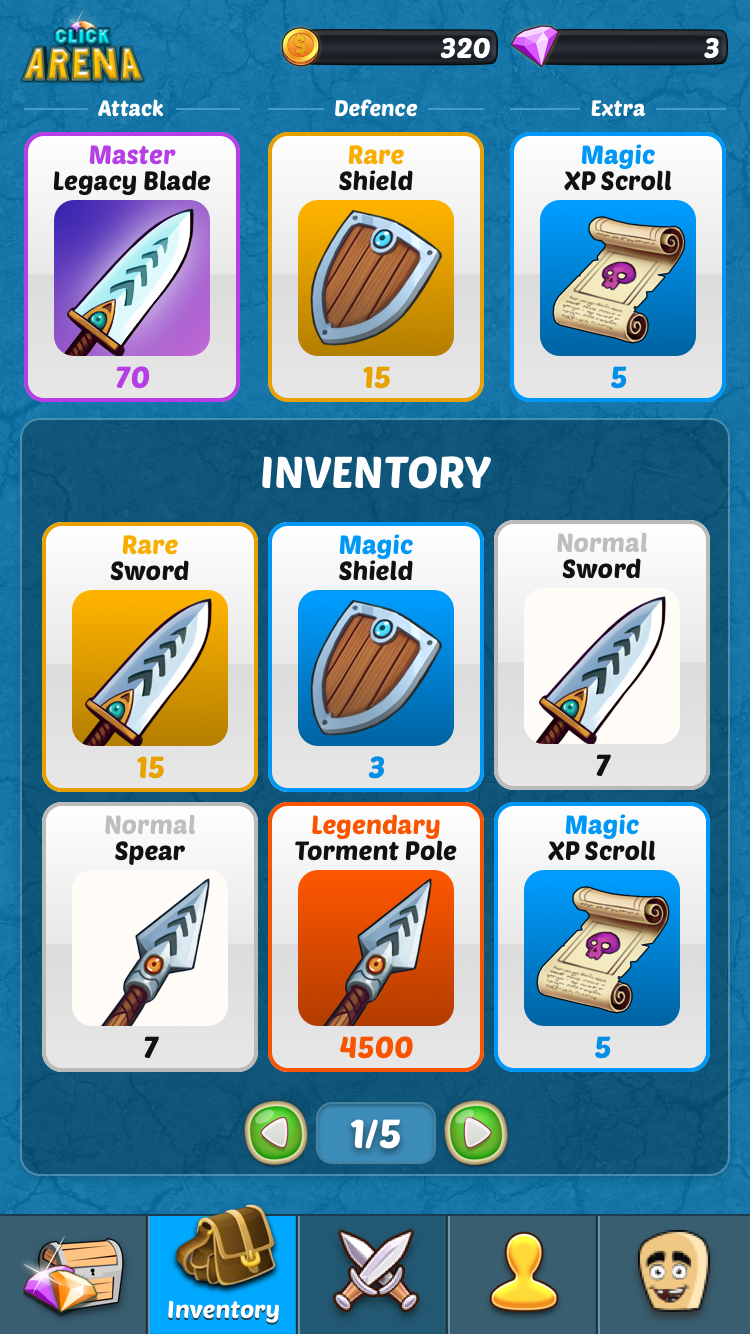 CLICK
ARENA
320
3
Attack
Defence
Extra
Master
Legacy Blade
70
Rare
Shield
15
Magic
XP Scroll
5
INVENTORY
Rare
Sword
15
Magic
Shield
3
Normal
Sword
7
Normal
Spear
7
Legendary
Torment Pole
4500
Magic
XP Scroll
5
1/5
Inventory